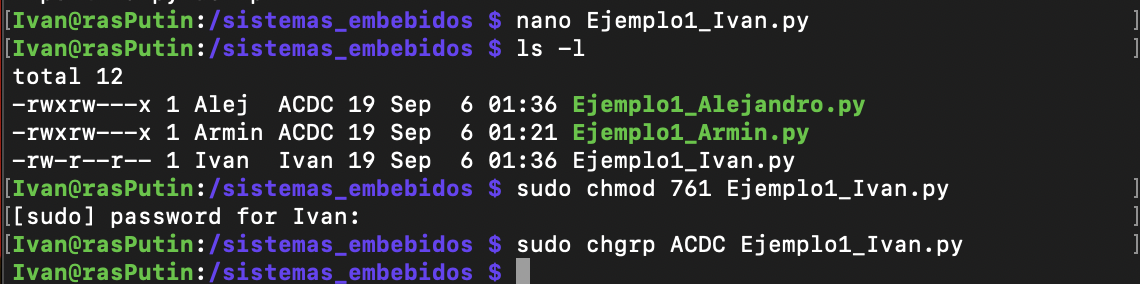 [Ivan@rasPutin:/sistemas_embebidos $ nano Ejemplo1_Ivan.py ]
[Ivan@rasPutin:/sistemas_embebidos $ ls -l ]
total 12
-rwxrw---x 1 Alej  ACDC 19 Sep  6 01:36 Ejemplo1_Alejandro.py
-rwxrw---x 1 Armin ACDC 19 Sep  6 01:21 Ejemplo1_Armin.py
-rw-r--r-- 1 Ivan  Ivan 19 Sep  6 01:36 Ejemplo1_Ivan.py
[Ivan@rasPutin:/sistemas_embebidos $ sudo chmod 761 Ejemplo1_Ivan.py ]
[[sudo] password for Ivan: ]
[Ivan@rasPutin:/sistemas_embebidos $ sudo chgrp ACDC Ejemplo1_Ivan.py ]
Ivan@rasPutin:/sistemas_embebidos $